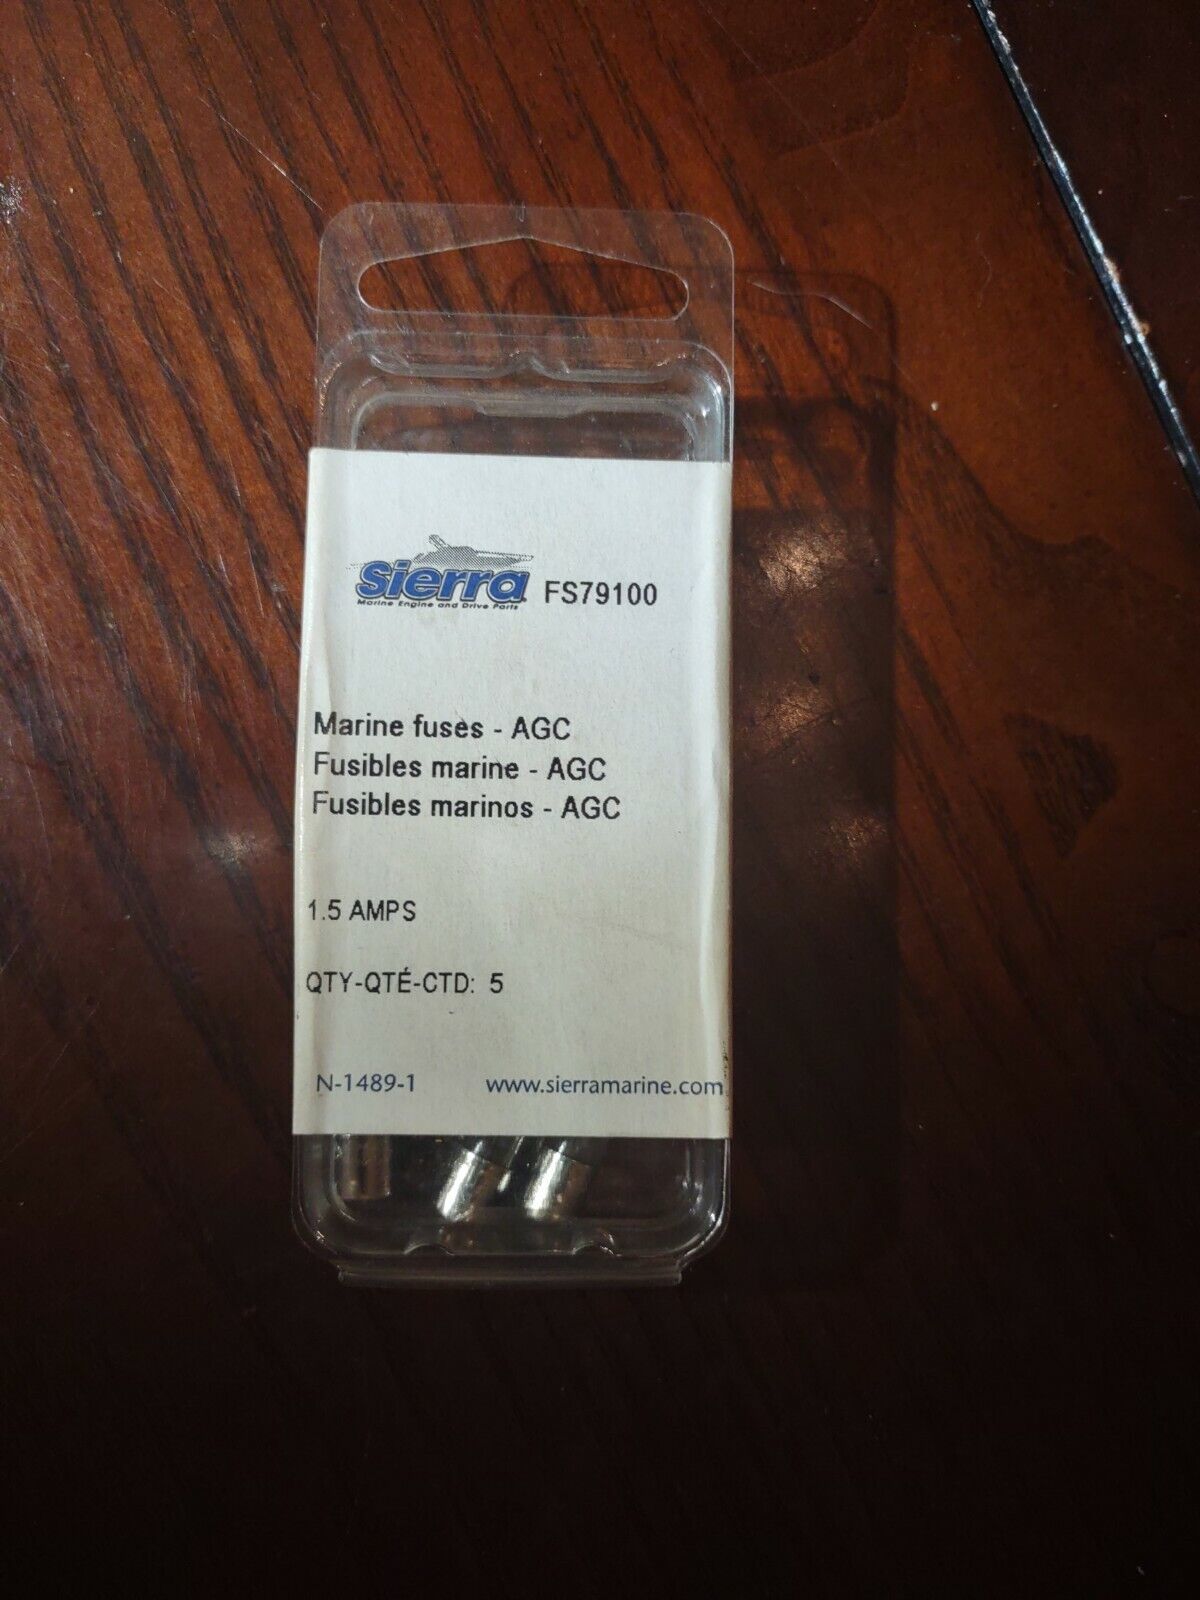 Sierra FS79100
Marine Engine and Drive Parts
Marine fuses - AGC
Fusibles marine - AGC
Fusibles marinos - AGC
1.5 AMPS
QTY-QTÉ-CTD: 5
N-1489-1 www.sierramarine.com